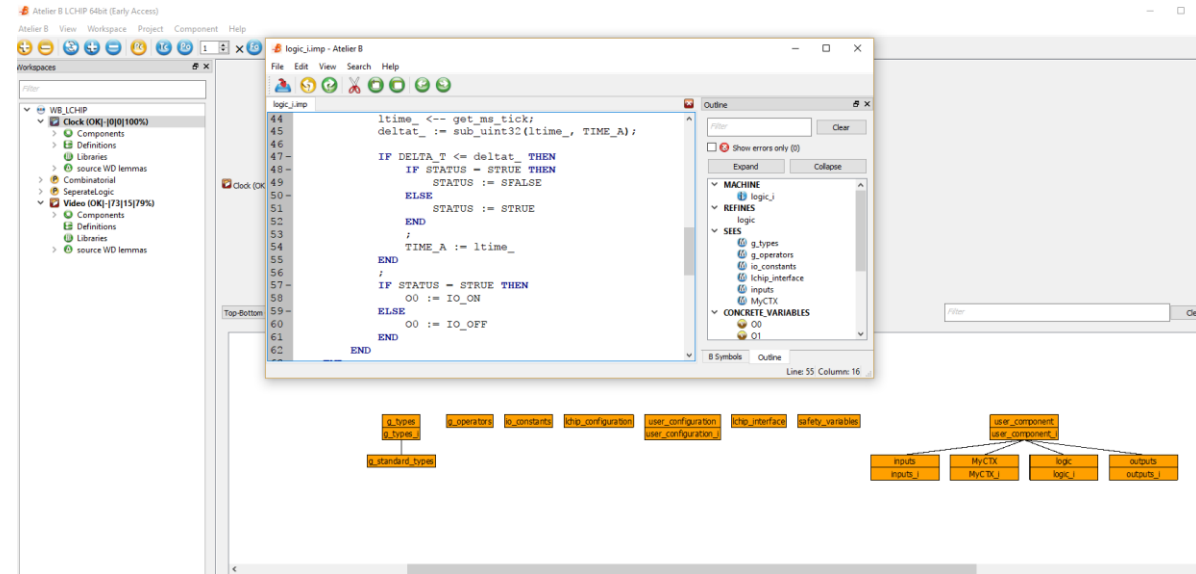 Atelier B LCHIP 64bit (Early Access)
Atelier B View Workspace Project Component Help
1
Workspaces
Filter
WB_LCHIP
Clock (OK|-|0|0|100%)
Components
Definitions
Libraries
source WD lemmas
Combinatorial
SeperateLogic
Video (OK|-|73|15|79%)
Components
Definitions
Libraries
source WD lemmas
Clock (OK
Top-Bottom
logic_i.imp - Atelier B
File Edit View Search Help
logic_i.imp
44 ltime_ <-- get_ms_tick;
45 deltat_ := sub_uint32(ltime_, TIME_A);
46
47 IF DELTA_T <= deltat_ THEN
48 IF STATUS = STRUE THEN
49 STATUS := SFALSE
50 ELSE
51 STATUS := STRUE
52 END
53 ;
54 TIME_A := ltime_
55 END
56 ;
57 IF STATUS = STRUE THEN
58 O0 := IO_ON
59 ELSE
60 O0 := IO_OFF
61 END
62 END
Outline
Filter
Clear
Show errors only (0)
Expand Collapse
MACHINE
logic_i
REFINES
logic
SEES
g_types
g_operators
io_constants
lchip_interface
inputs
MyCTX
CONCRETE_VARIABLES
O0
O1
B Symbols Outline
Line: 55 Column: 16
Filter
Cle
g_types g_operators io_constants lchip_configuration user_configuration lchip_interface safety_variables user_component
g_types_i user_configuration_i user_component_i
g_standard_types inputs MyCTX logic outputs
inputs_i MyCTX_i logic_i outputs_i